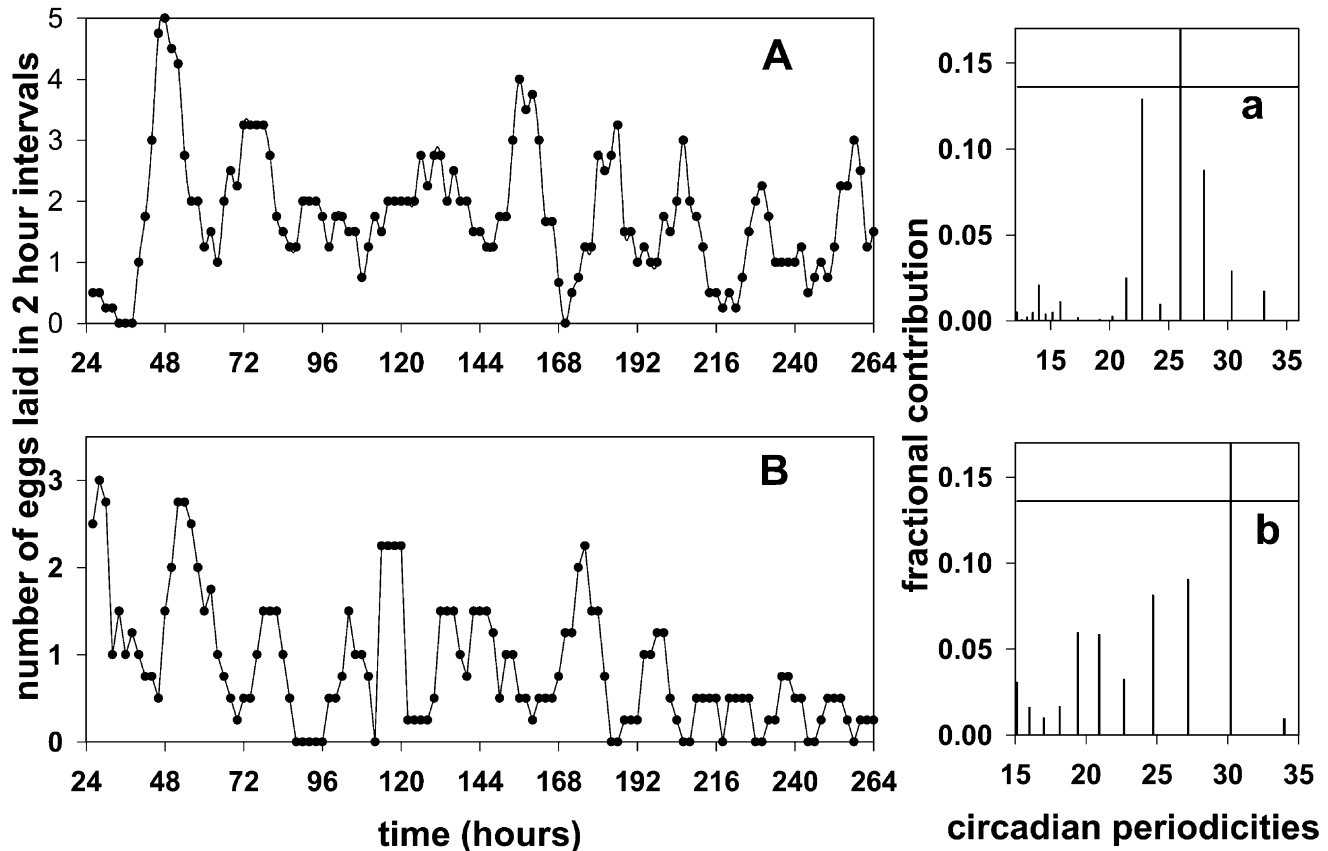 number of eggs laid in 2 hour intervals
5
4
3
2
1
0
A
24 48 72 96 120 144 168 192 216 240 264
3
2
1
0
B
24 48 72 96 120 144 168 192 216 240 264
time (hours)
fractional contribution
0.15
0.10
0.05
0.00
a
15 20 25 30 35
0.15
0.10
0.05
0.00
b
15 20 25 30 35
circadian periodicities